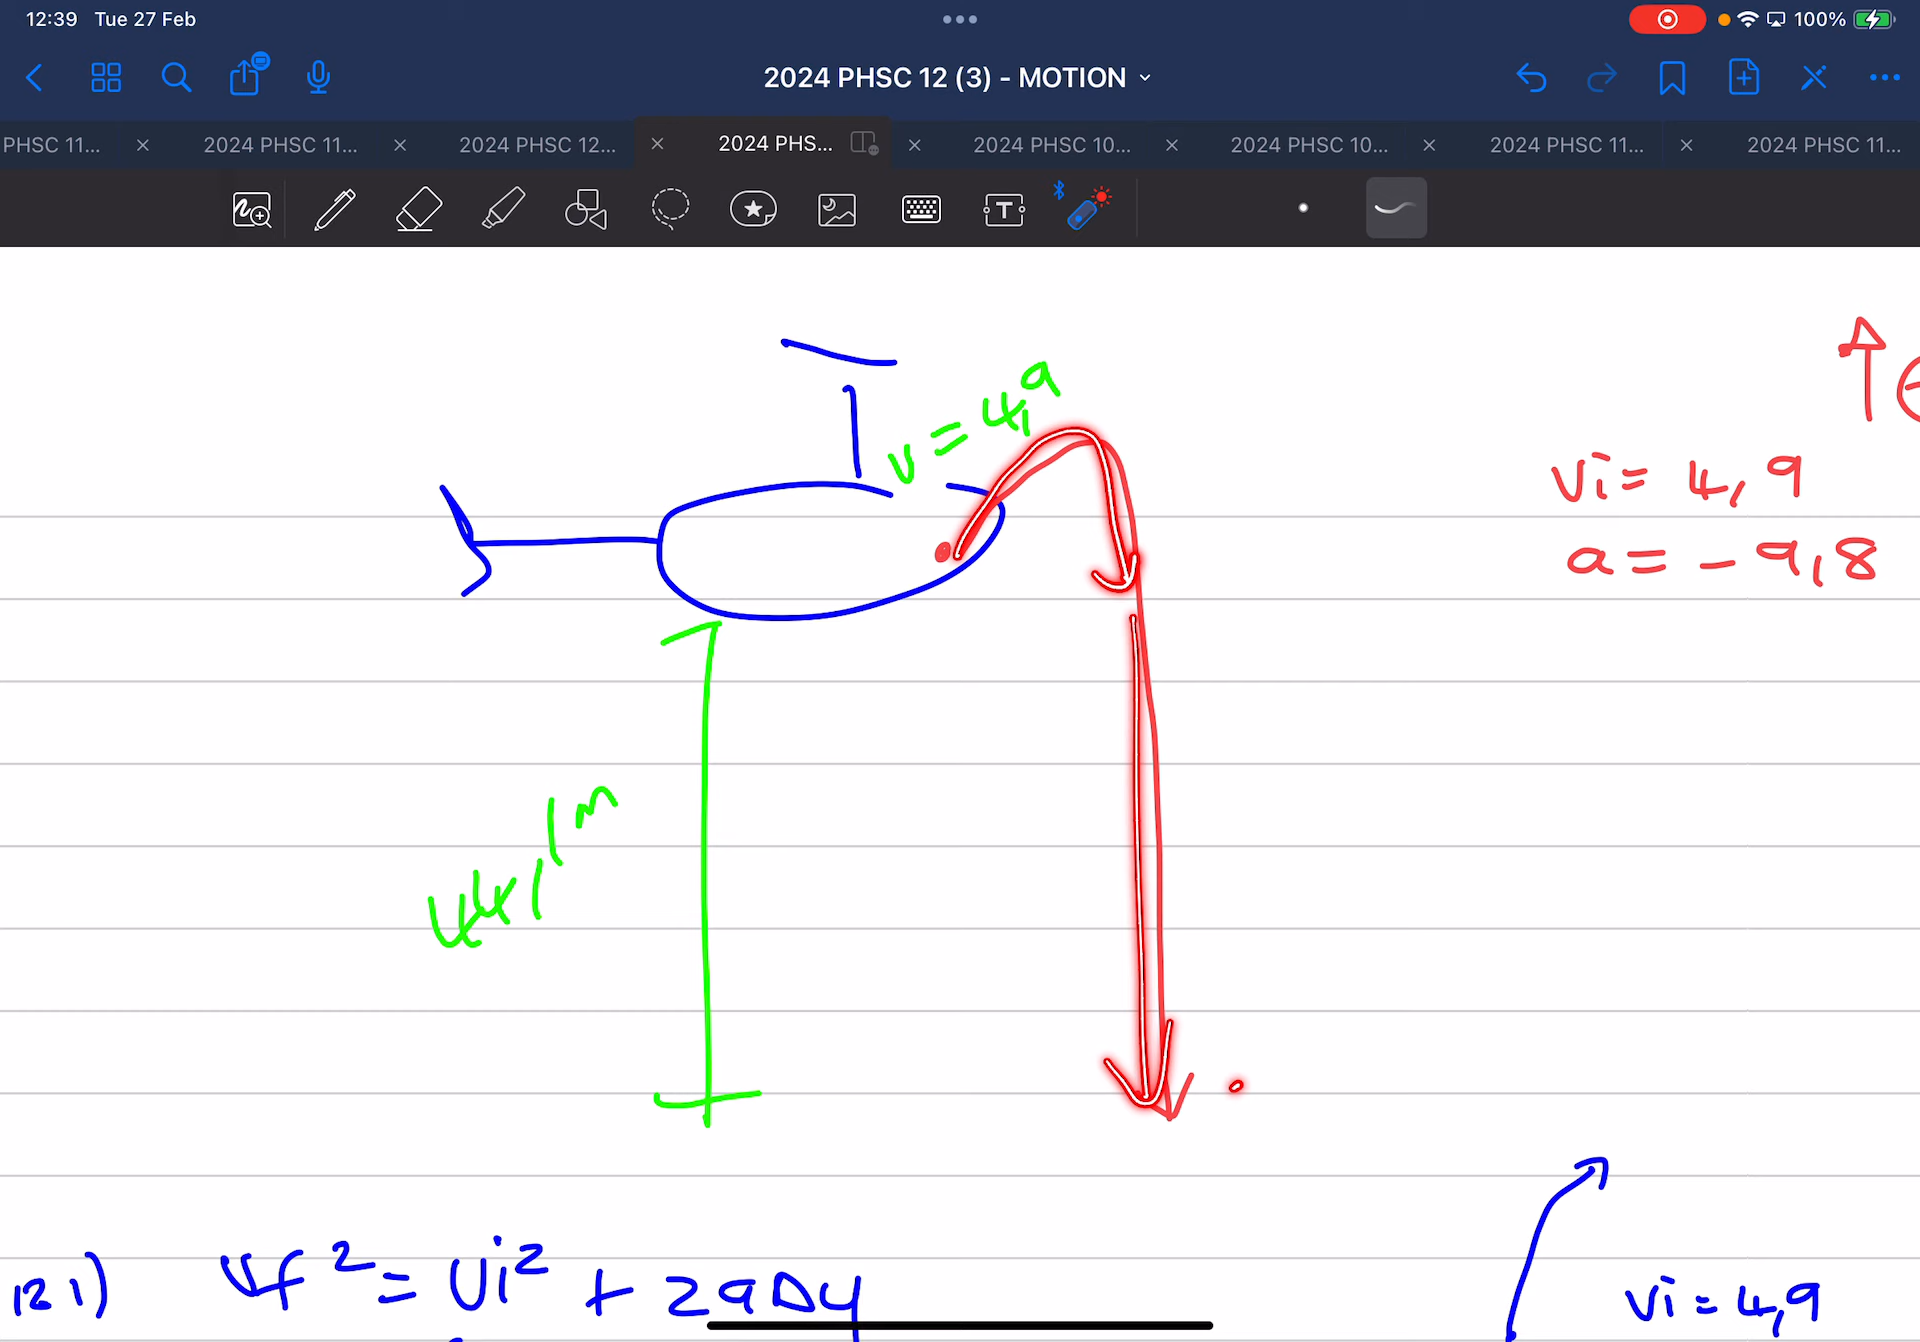 12:39 Tue 27 Feb
100%
2024 PHSC 12 (3) - MOTION
PHSC 11... 2024 PHSC 11... 2024 PHSC 12... 2024 PHS... 2024 PHSC 10... 2024 PHSC 10... 2024 PHSC 11... 2024 PHSC 11...
T
v = 4,9
vi = 4,9
a = - 9,8
44,1m
12 1) Vf² = Vi² + 2aΔy
vi = 4,9